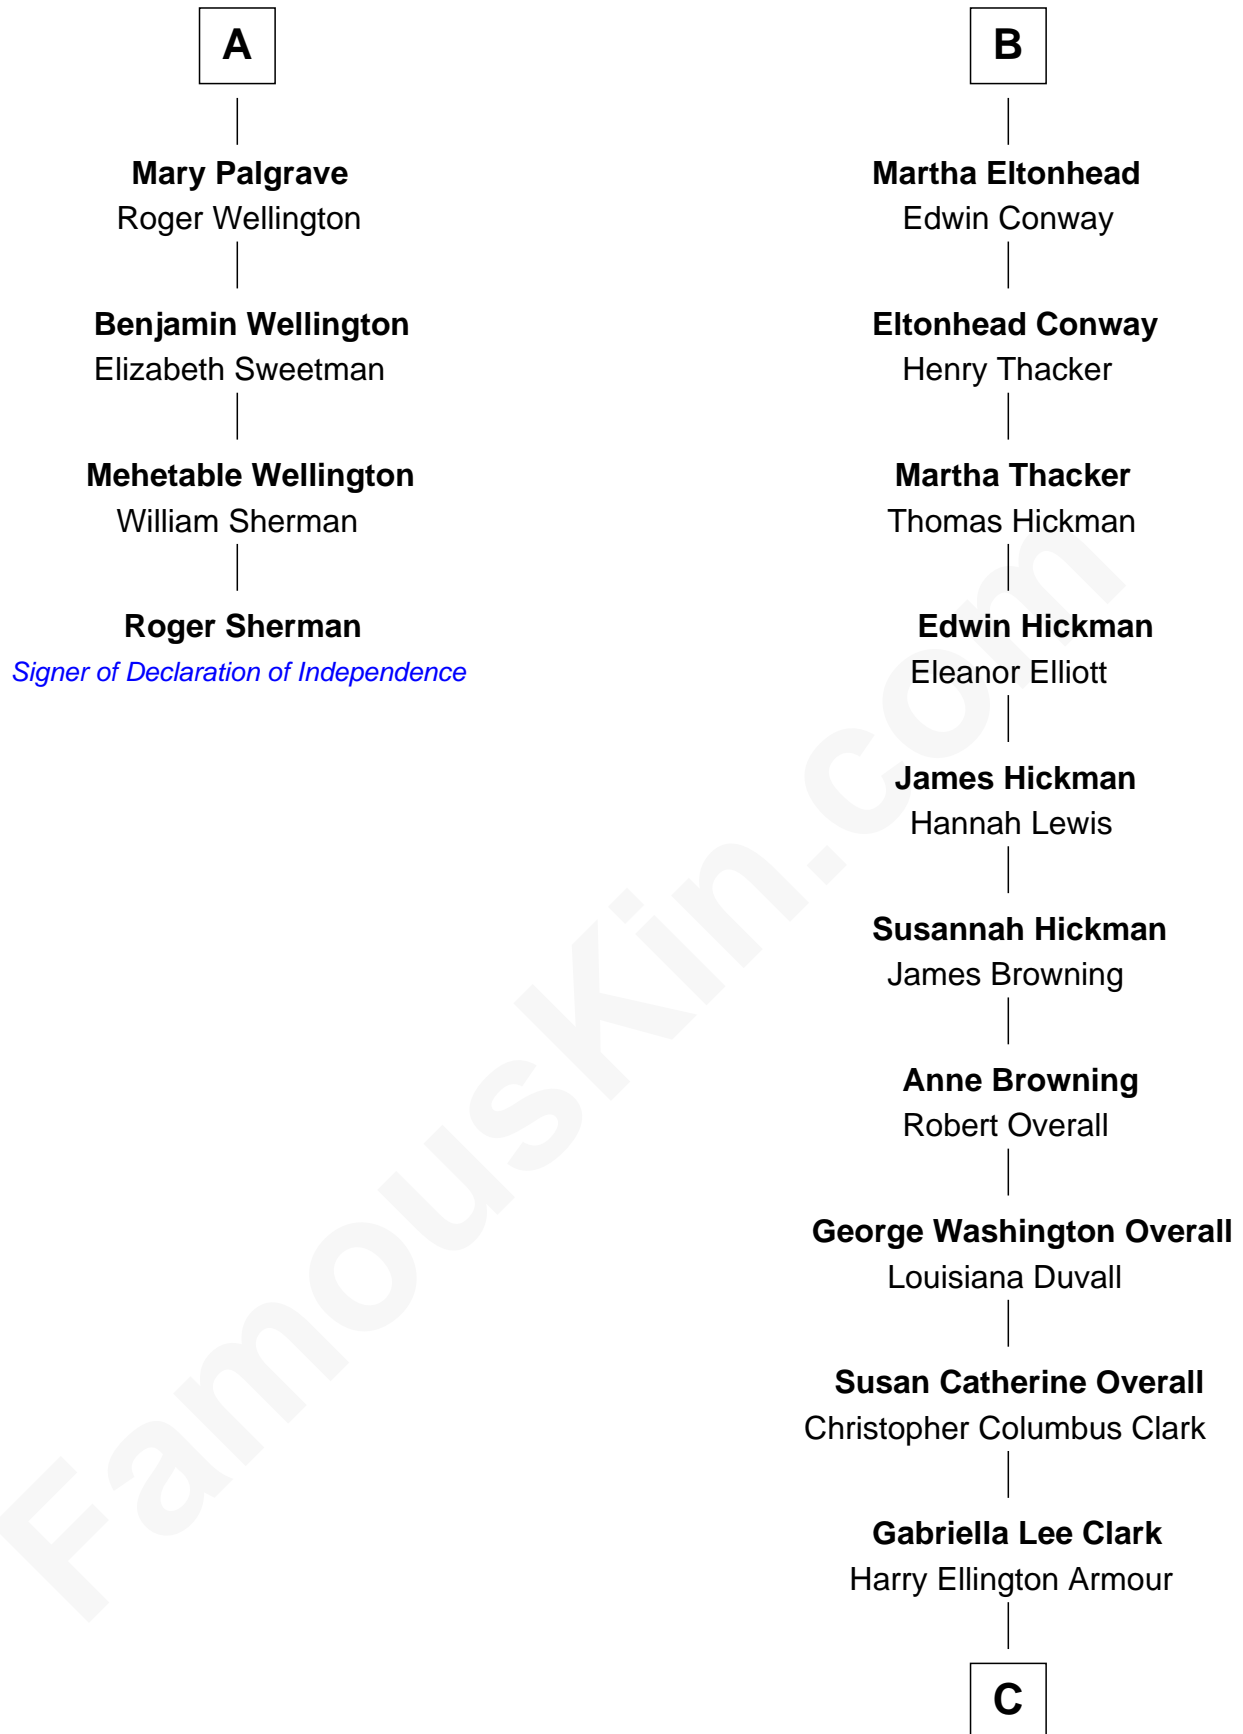 A
Mary Palgrave
Roger Wellington
Benjamin Wellington
Elizabeth Sweetman
Mehetable Wellington
William Sherman
Roger Sherman
Signer of Declaration of Independence
B
Martha Eltonhead
Edwin Conway
Eltonhead Conway
Henry Thacker
Martha Thacker
Thomas Hickman
Edwin Hickman
Eleanor Elliott
James Hickman
Hannah Lewis
Susannah Hickman
James Browning
Anne Browning
Robert Overall
George Washington Overall
Louisiana Duvall
Susan Catherine Overall
Christopher Columbus Clark
Gabriella Lee Clark
Harry Ellington Armour
C
FamousKin.com